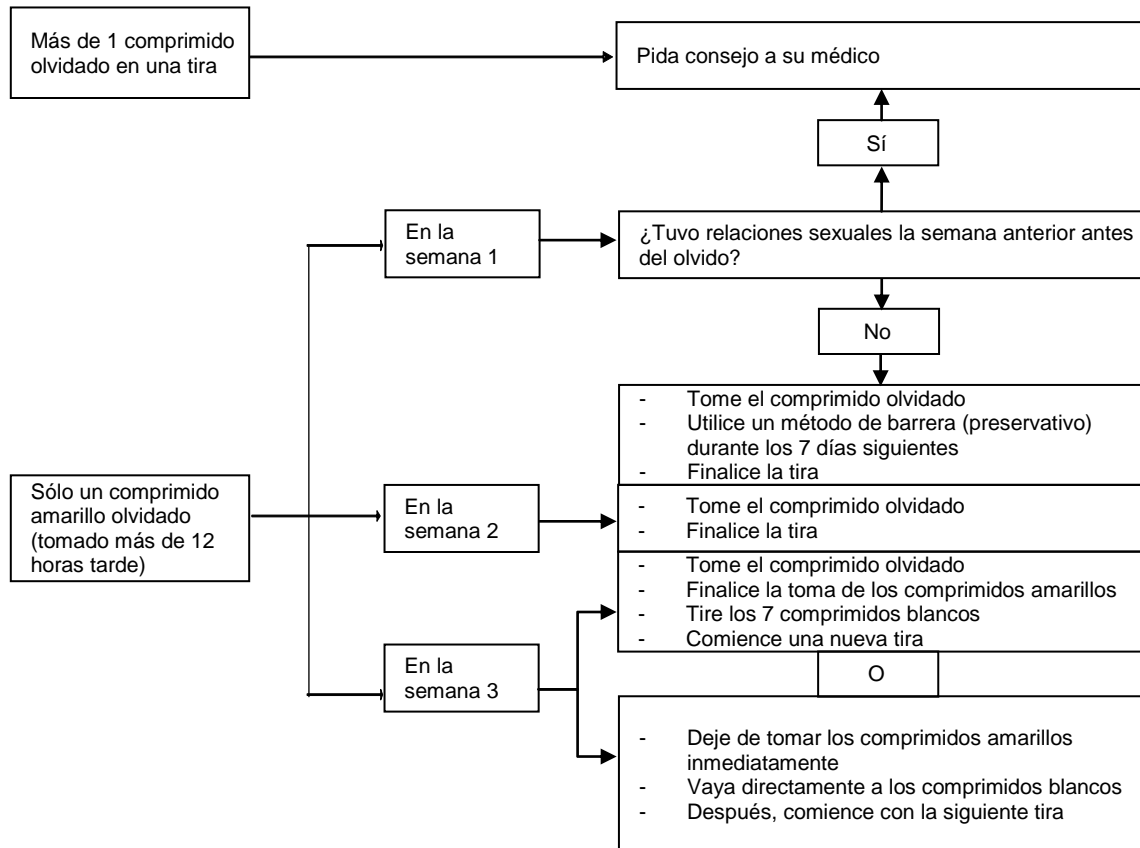 Más de 1 comprimido
olvidado en una tira
Pida consejo a su médico
Sí
En la
semana 1
¿Tuvo relaciones sexuales la semana anterior antes
del olvido?
No
- Tome el comprimido olvidado
- Utilice un método de barrera (preservativo)
durante los 7 días siguientes
- Finalice la tira
Sólo un comprimido
amarillo olvidado
(tomado más de 12
horas tarde)
En la
semana 2
- Tome el comprimido olvidado
- Finalice la tira
- Tome el comprimido olvidado
- Finalice la toma de los comprimidos amarillos
- Tire los 7 comprimidos blancos
- Comience una nueva tira
En la
semana 3
O
- Deje de tomar los comprimidos amarillos
inmediatamente
- Vaya directamente a los comprimidos blancos
- Después, comience con la siguiente tira